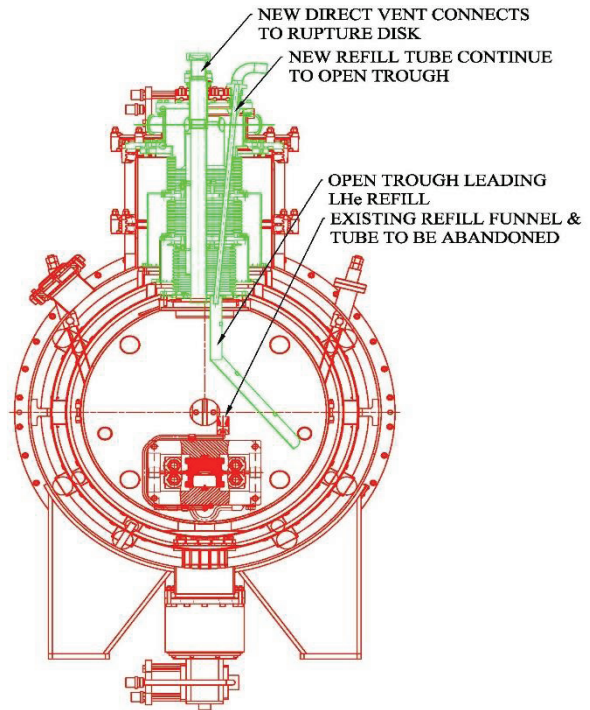 NEW DIRECT VENT CONNECTS
TO RUPTURE DISK
NEW REFILL TUBE CONTINUE
TO OPEN TROUGH
OPEN TROUGH LEADING
LHe REFILL
EXISTING REFILL FUNNEL &
TUBE TO BE ABANDONED